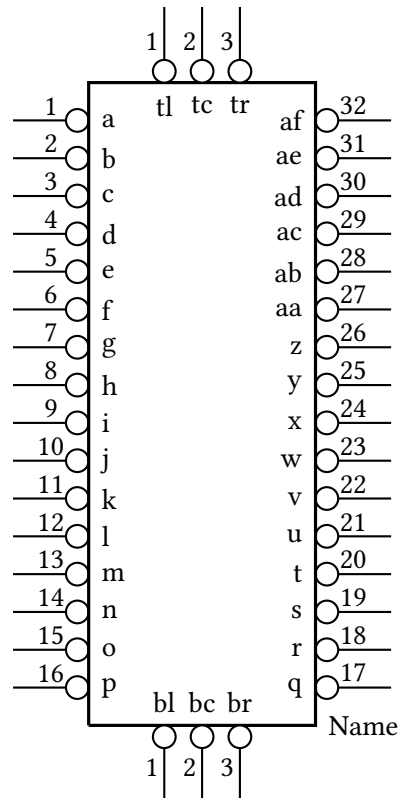 1 2 3
tl tc tr
1 a af 32
2 b ae 31
3 c ad 30
4 d ac 29
5 e ab 28
6 f aa 27
7 g z 26
8 h y 25
9 i x 24
10 j w 23
11 k v 22
12 l u 21
13 m t 20
14 n s 19
15 o r 18
16 p q 17
bl bc br
Name
1 2 3